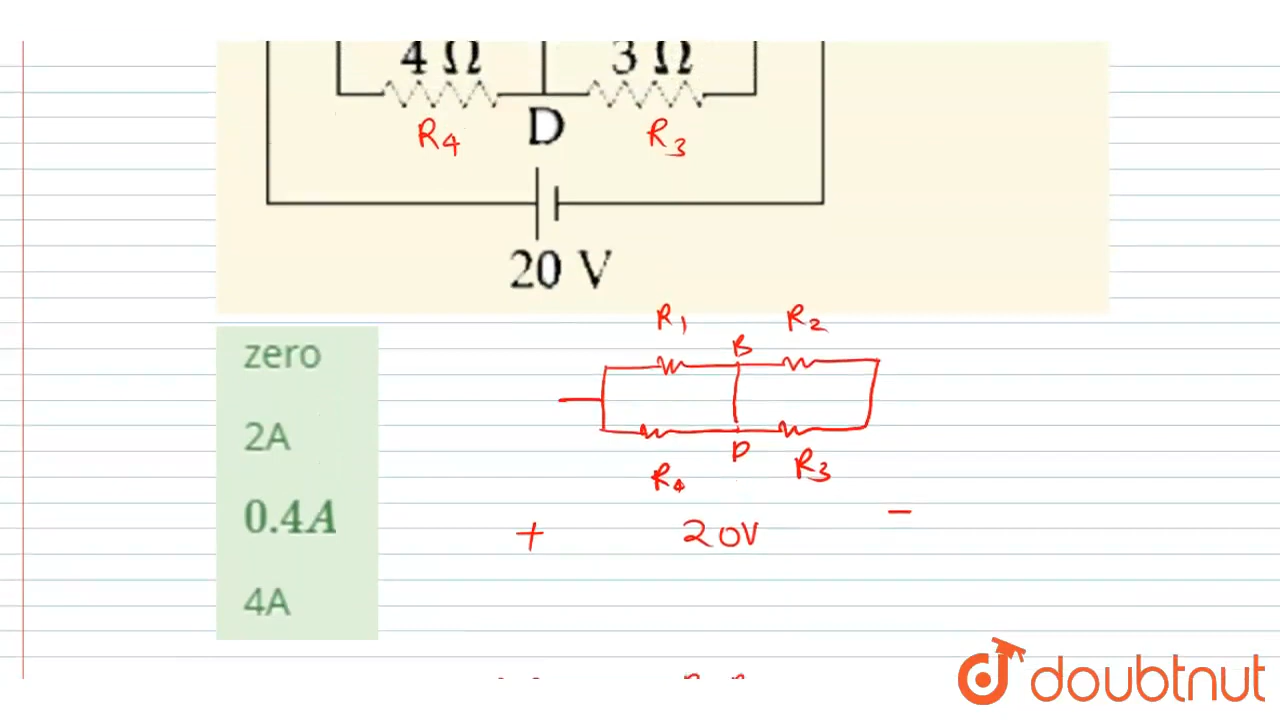 4 Ω 3 Ω
R4 D R3
20 V
R1 R2
zero
B
2A
D
R4 R3
0.4A
+ 20V −
4A
doubtnut